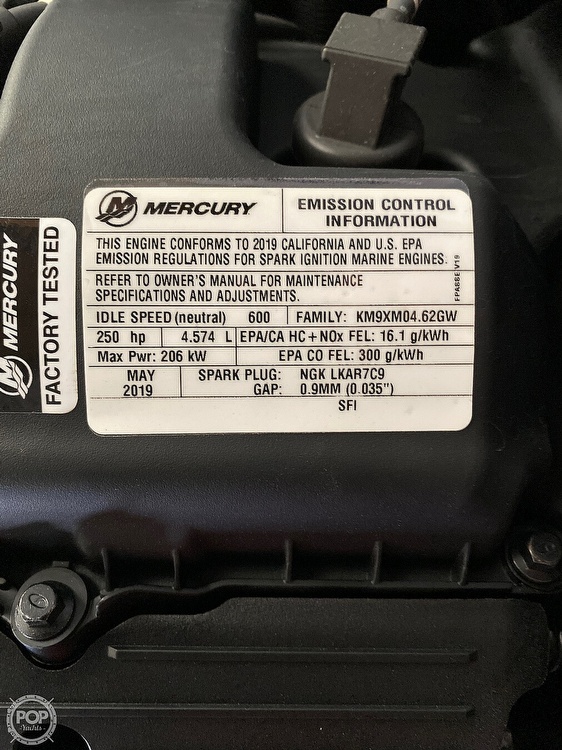 MERCURY
EMISSION CONTROL
INFORMATION
THIS ENGINE CONFORMS TO 2019 CALIFORNIA AND U.S. EPA
EMISSION REGULATIONS FOR SPARK IGNITION MARINE ENGINES.
REFER TO OWNER'S MANUAL FOR MAINTENANCE
SPECIFICATIONS AND ADJUSTMENTS.
IDLE SPEED (neutral) 600 FAMILY: KM9XM04.62GW
250 hp 4.574 L EPA/CA HC+NOx FEL: 16.1 g/kWh
Max Pwr: 206 kW EPA CO FEL: 300 g/kWh
MAY
2019
SPARK PLUG: NGK LKAR7C9
GAP: 0.9MM (0.035")
SFI
MERCURY
FACTORY TESTED
POP
Yachts